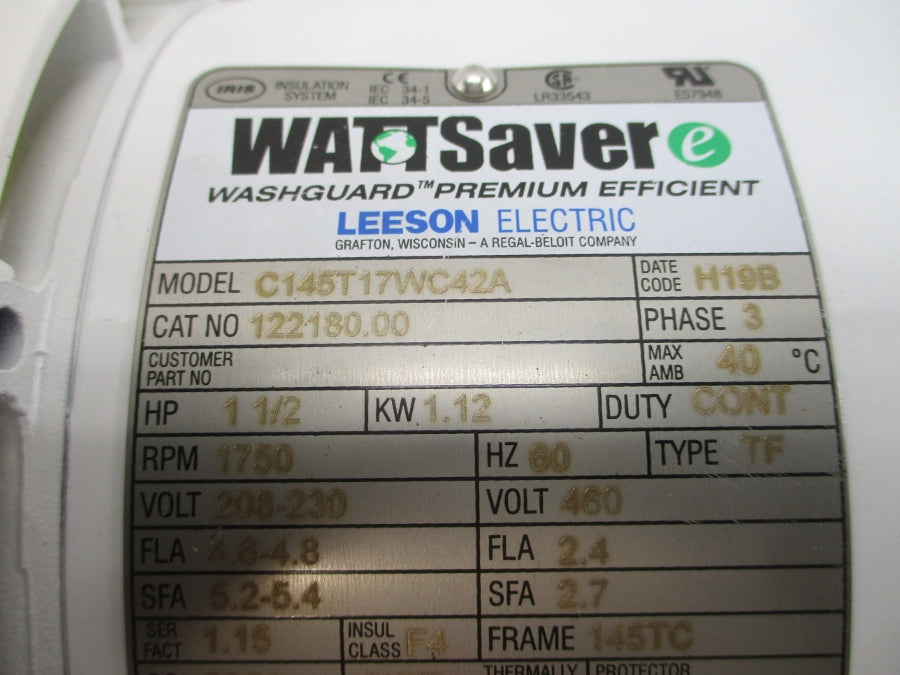 IRIS INSULATION SYSTEM CE IEC 34-1 IEC 34-5 LR33543 E57948
WATTSaver e
WASHGUARD™ PREMIUM EFFICIENT
LEESON ELECTRIC
GRAFTON, WISCONSIN – A REGAL-BELOIT COMPANY
MODEL C145T17WC42A DATE CODE H19B
CAT NO 122180.00 PHASE 3
CUSTOMER PART NO MAX AMB 40 °C
HP 1 1/2 KW 1.12 DUTY CONT
RPM 1750 HZ 60 TYPE TF
VOLT 208-230 VOLT 460
FLA 4.8-4.8 FLA 2.4
SFA 5.2-5.4 SFA 2.7
SER FACT 1.15 INSUL CLASS F4 FRAME 145TC
THERMALLY PROTECTOR